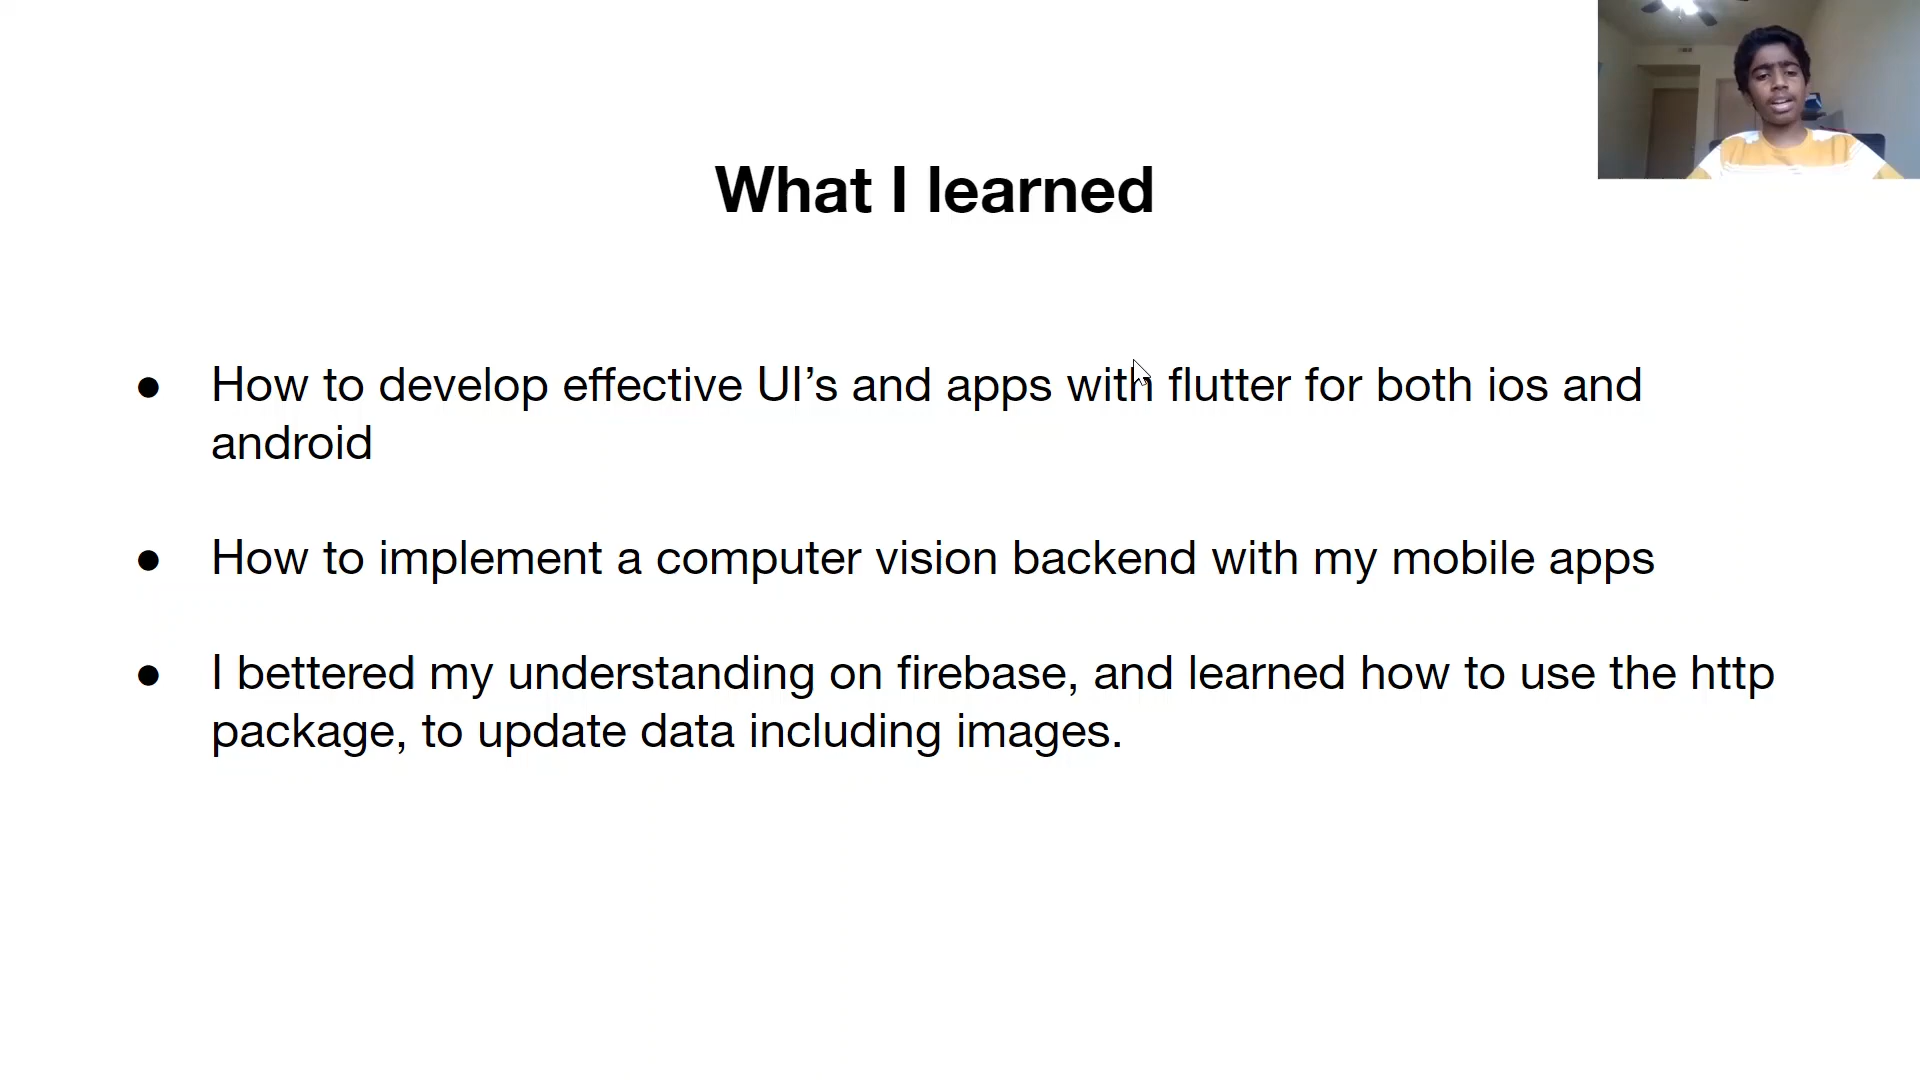 What I learned
● How to develop effective UI’s and apps with flutter for both ios and
android
● How to implement a computer vision backend with my mobile apps
● I bettered my understanding on firebase, and learned how to use the http
package, to update data including images.